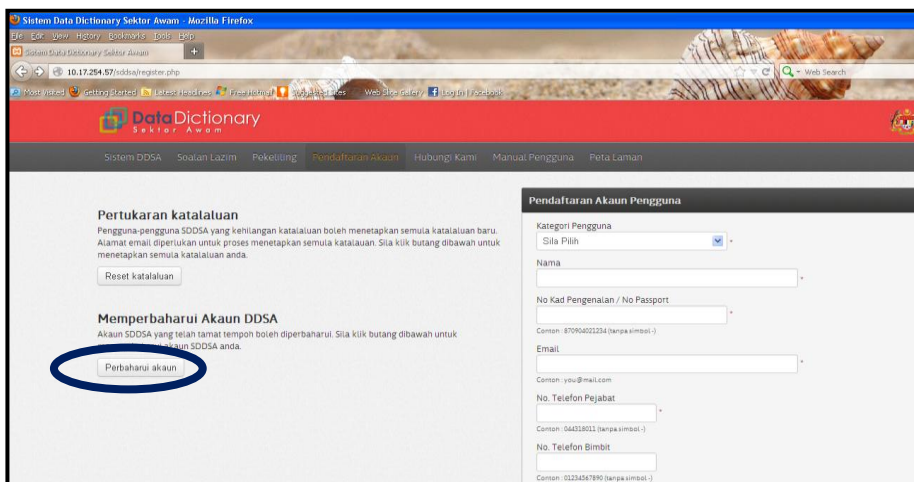 Sistem Data Dictionary Sektor Awam - Mozilla Firefox
File Edit View History Bookmarks Tools Help
Sistem Data Dictionary Sektor Awam
10.17.254.57/sddsa/register.php
Web Search
Most Visited Getting Started Latest Headlines Free Hotmail Suggested Sites Web Slice Gallery Log In | Facebook
Data Dictionary
Sektor Awam
Sistem DDSA Soalan Lazim Pekeliling Pendaftaran Akaun Hubungi Kami Manual Pengguna Peta Laman
Pertukaran katalaluan
Pengguna-pengguna SDDSA yang kehilangan katalaluan boleh menetapkan semula katalaluan baru.
Alamat email diperlukan untuk proses menetapkan semula katalauan. Sila klik butang dibawah untuk
menetapkan semula katalaluan anda.
Reset katalaluan
Memperbaharui Akaun DDSA
Akaun SDDSA yang telah tamat tempoh boleh diperbaharui. Sila klik butang dibawah untuk
akaun SDDSA anda.
Perbaharui akaun
Pendaftaran Akaun Pengguna
Kategori Pengguna
Sila Pilih *
Nama
*
No Kad Pengenalan / No Passport
*
Contoh : 870904021234 (tanpa simbol -)
Email
*
Contoh : you@mail.com
No. Telefon Pejabat
*
Contoh : 044318011 (tanpa simbol -)
No. Telefon Bimbit
Contoh : 01234567890 (tanpa simbol -)